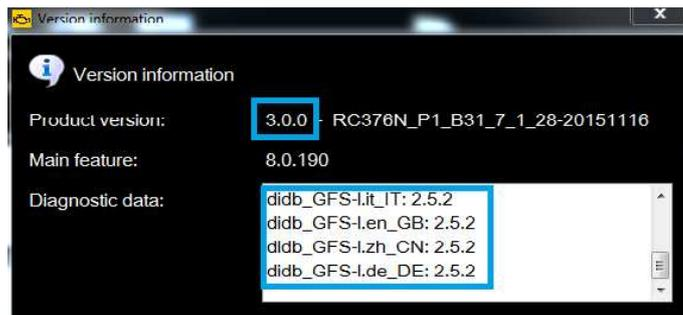 Version information
X
Version information
Product version: 3.0.0 - RC376N_P1_B31_7_1_28-20151116
Main feature: 8.0.190
Diagnostic data: didb_GFS-I.it_IT: 2.5.2
didb_GFS-I.en_GB: 2.5.2
didb_GFS-I.zh_CN: 2.5.2
didb_GFS-I.de_DE: 2.5.2